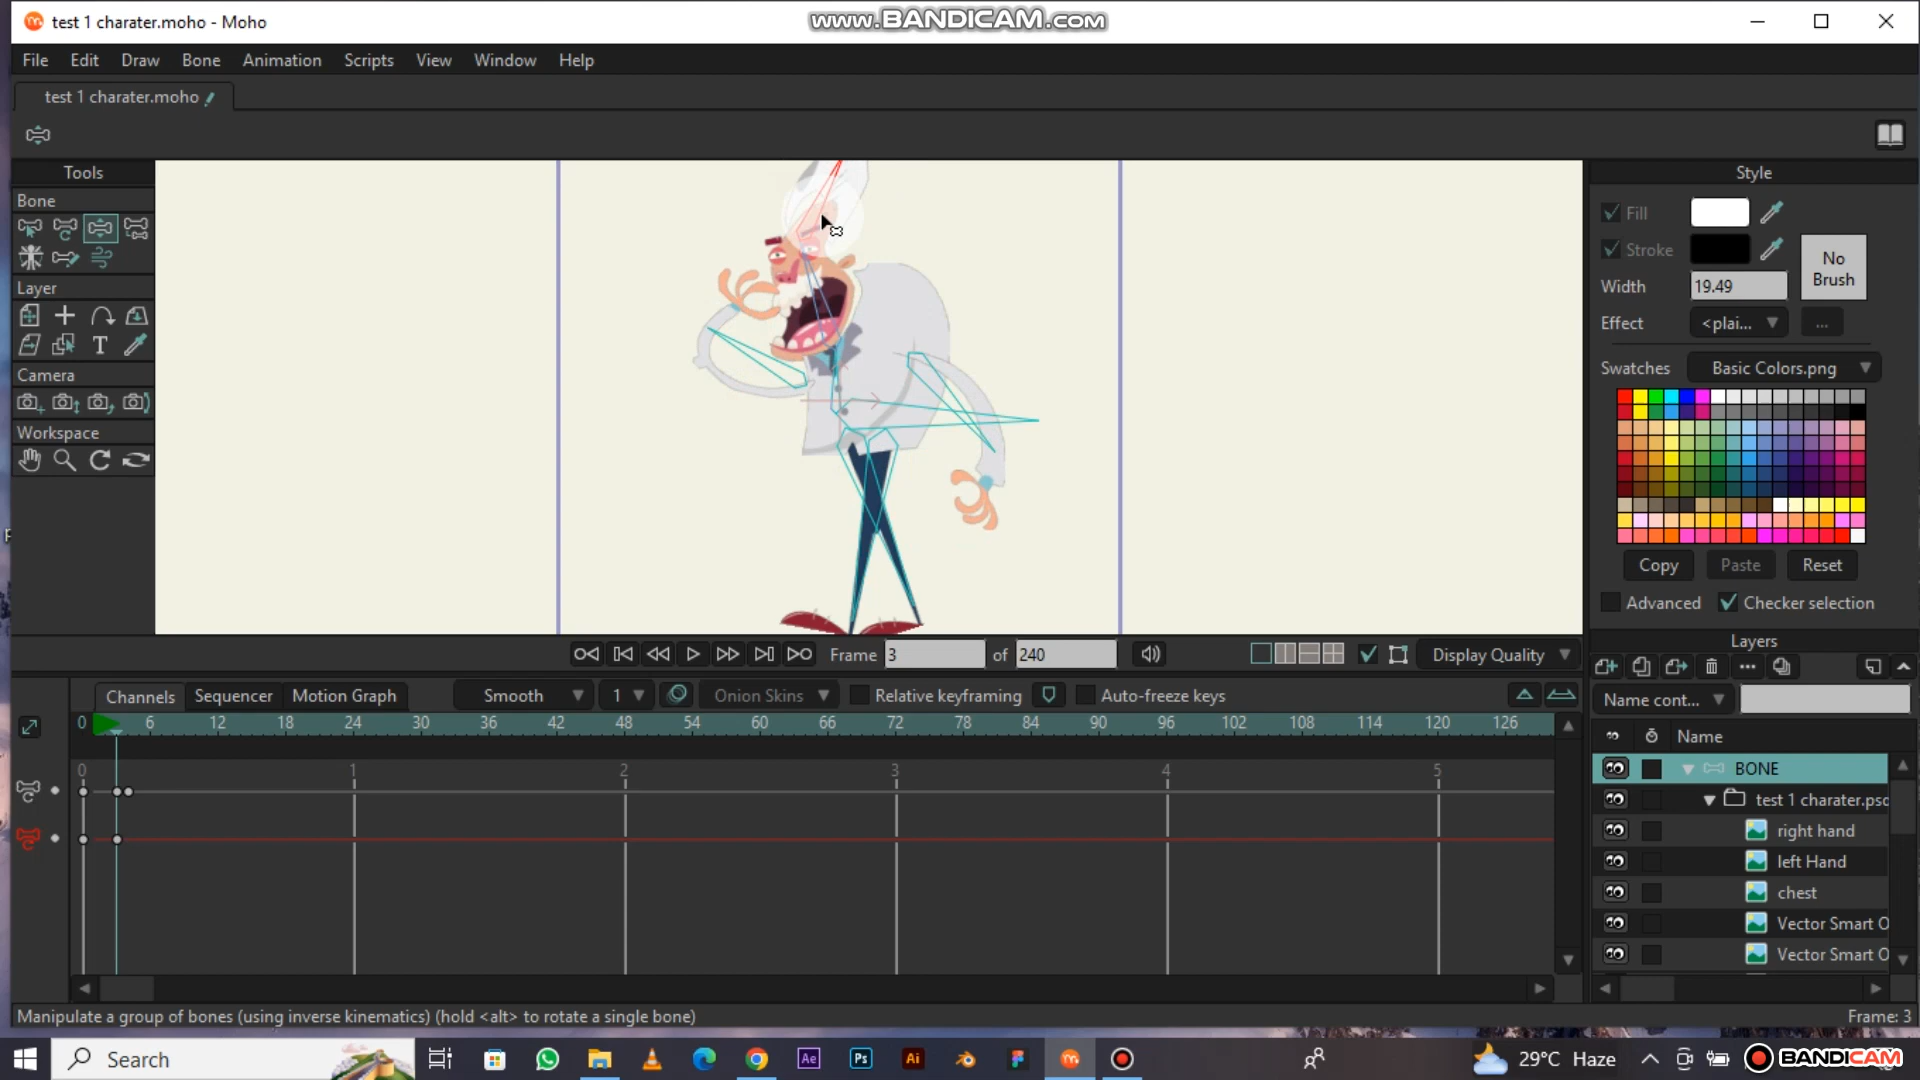 test 1 charater.moho - Moho
www.BANDICAM.com
File Edit Draw Bone Animation Scripts View Window Help
test 1 charater.moho
Tools
Bone
Layer
T
Camera
Workspace
Style
Fill
Stroke
No Brush
Width 19.49
Effect <plai... ...
Swatches Basic Colors.png
Copy Paste Reset
Advanced Checker selection
Frame 3 of 240
Display Quality
Channels Sequencer Motion Graph Smooth 1 Onion Skins Relative keyframing Auto-freeze keys
0 6 12 18 24 30 36 42 48 54 60 66 72 78 84 90 96 102 108 114 120 126
0 1 2 3 4 5
Layers
Name cont...
Name
BONE
test 1 charater.psd
right hand
left Hand
chest
Vector Smart O
Vector Smart O
Manipulate a group of bones (using inverse kinematics) (hold <alt> to rotate a single bone)
Frame: 3
Search
Ae Ps Ai
29°C Haze
BANDICAM